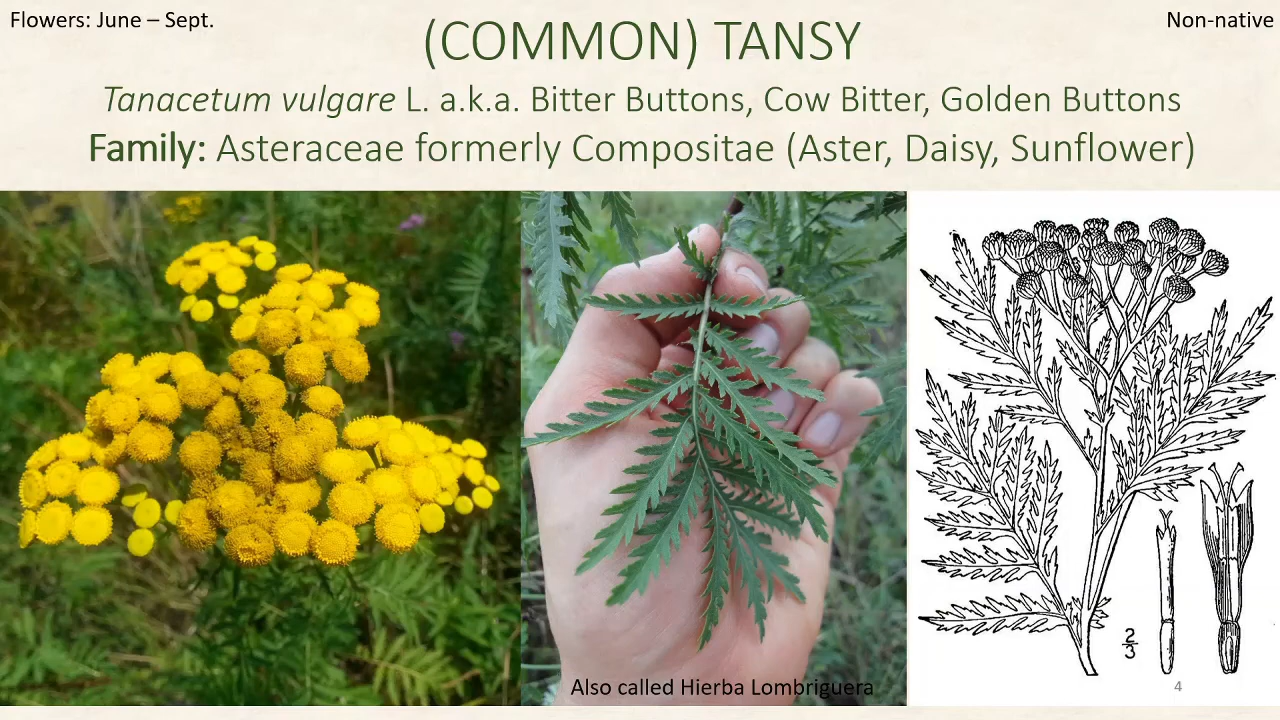 Flowers: June – Sept.
Non-native
(COMMON) TANSY
Tanacetum vulgare L. a.k.a. Bitter Buttons, Cow Bitter, Golden Buttons
Family: Asteraceae formerly Compositae (Aster, Daisy, Sunflower)
2/3
Also called Hierba Lombriguera
4